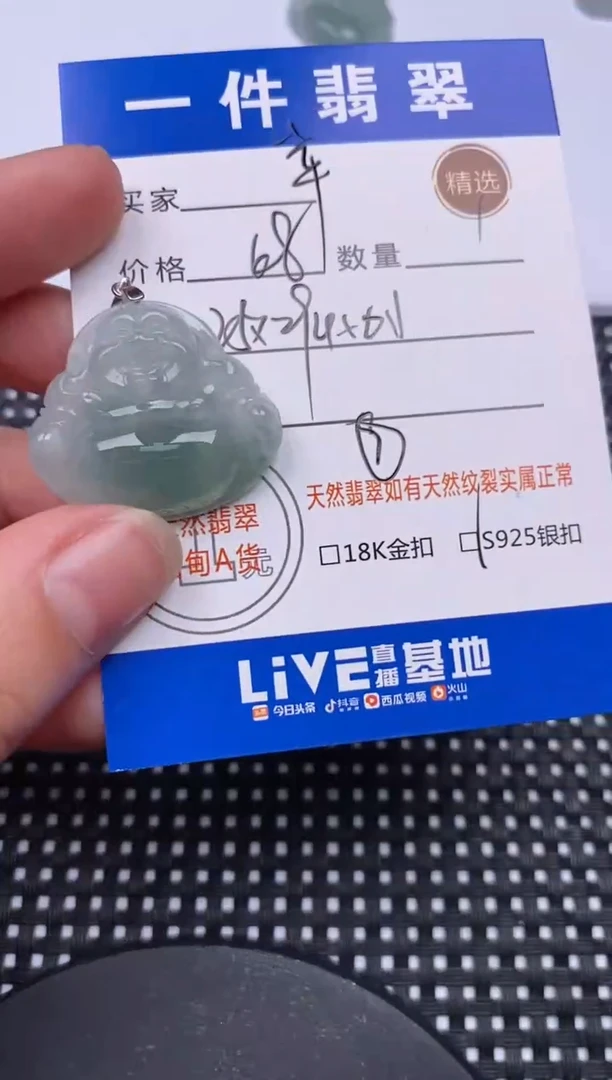 一件翡翠
精选
买家
价格 68 数量
天然翡翠如有天然纹裂实属正常
然翡翠
甸A货
□18K金扣 □S925银扣
LiVE直播基地
今日头条 抖音 西瓜视频 火山